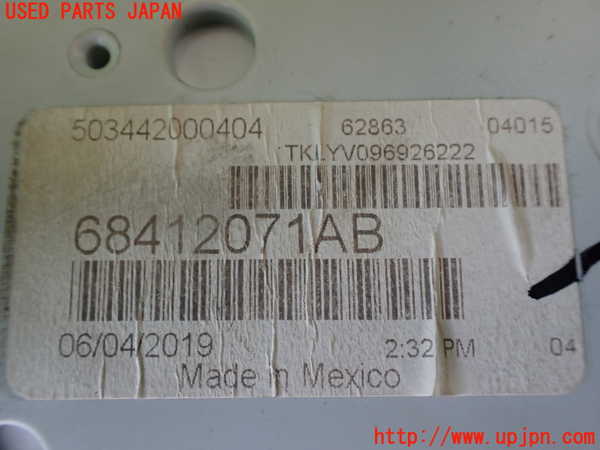 USED PARTS JAPAN
503442000404 62863 04015
TKLYV096926222
68412071AB
06/04/2019 2:32 PM 04
Made in Mexico
http://www.upjpn.com/